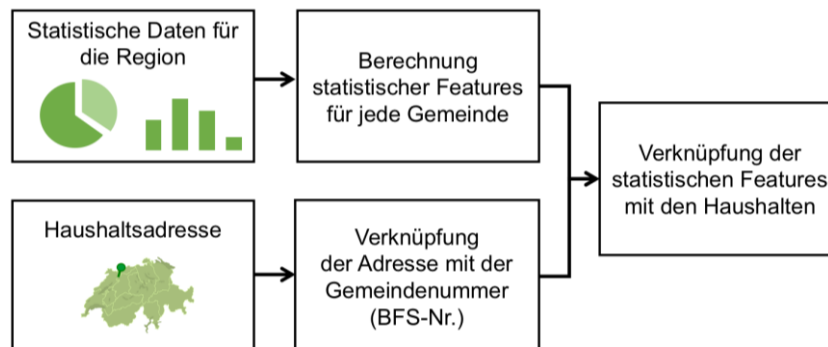 Statistische Daten für
die Region
Berechnung
statistischer Features
für jede Gemeinde
Haushaltsadresse
Verknüpfung
der Adresse mit der
Gemeindenummer
(BFS-Nr.)
Verknüpfung der
statistischen Features
mit den Haushalten